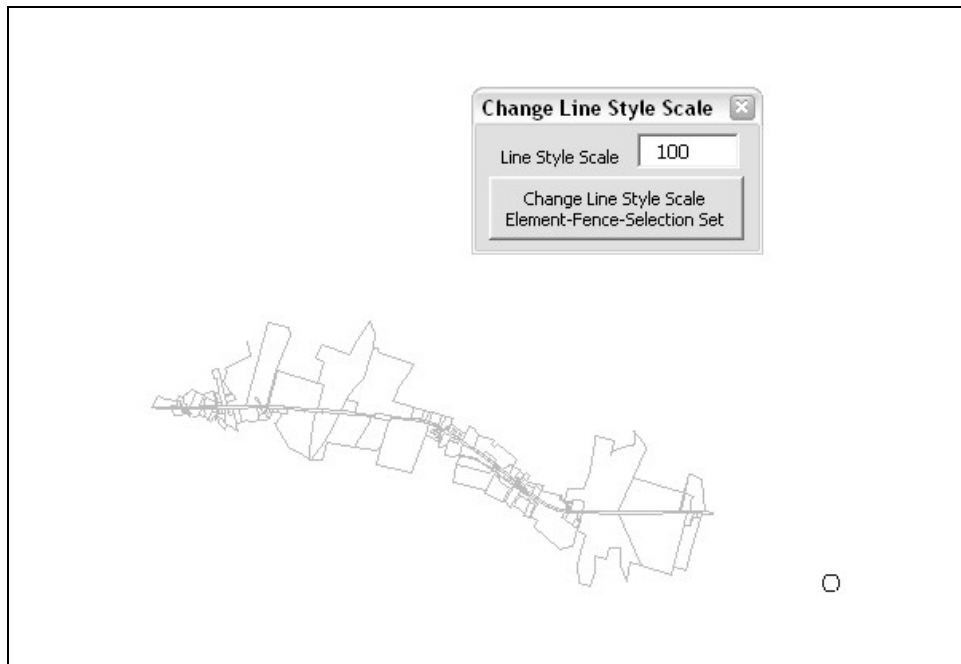 Change Line Style Scale
Line Style Scale 100
Change Line Style Scale
Element-Fence-Selection Set